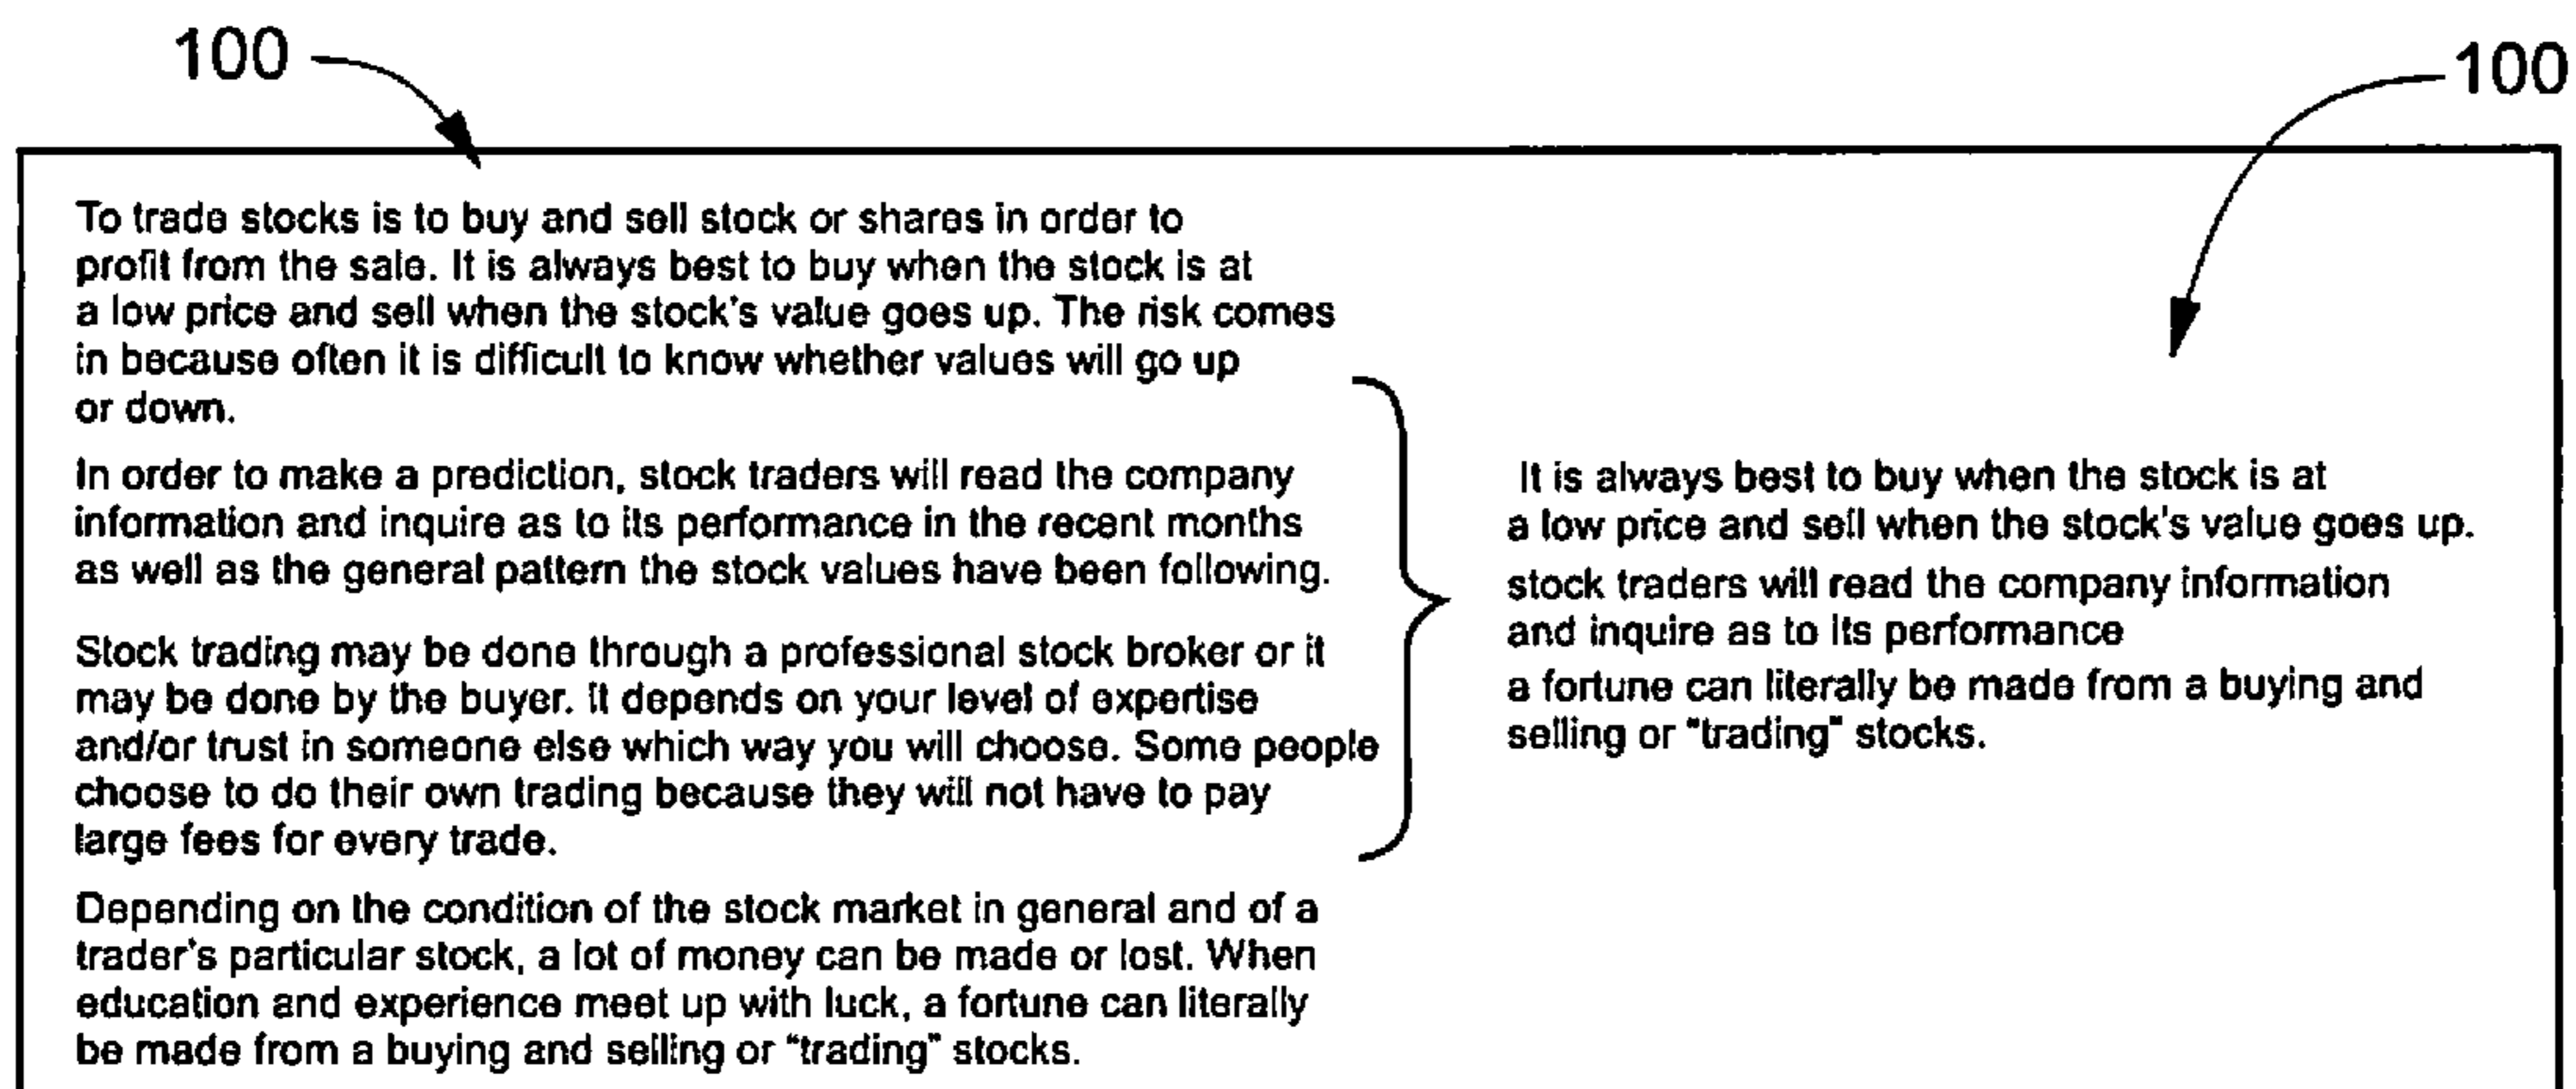 100
100
To trade stocks is to buy and sell stock or shares in order to
profit from the sale. It is always best to buy when the stock is at
a low price and sell when the stock's value goes up. The risk comes
in because often it is difficult to know whether values will go up
or down.
In order to make a prediction, stock traders will read the company
information and inquire as to its performance in the recent months
as well as the general pattern the stock values have been following.
Stock trading may be done through a professional stock broker or it
may be done by the buyer. It depends on your level of expertise
and/or trust in someone else which way you will choose. Some people
choose to do their own trading because they will not have to pay
large fees for every trade.
Depending on the condition of the stock market in general and of a
trader's particular stock, a lot of money can be made or lost. When
education and experience meet up with luck, a fortune can literally
be made from a buying and selling or "trading" stocks.
It is always best to buy when the stock is at
a low price and sell when the stock's value goes up.
stock traders will read the company information
and inquire as to its performance
a fortune can literally be made from a buying and
selling or "trading" stocks.